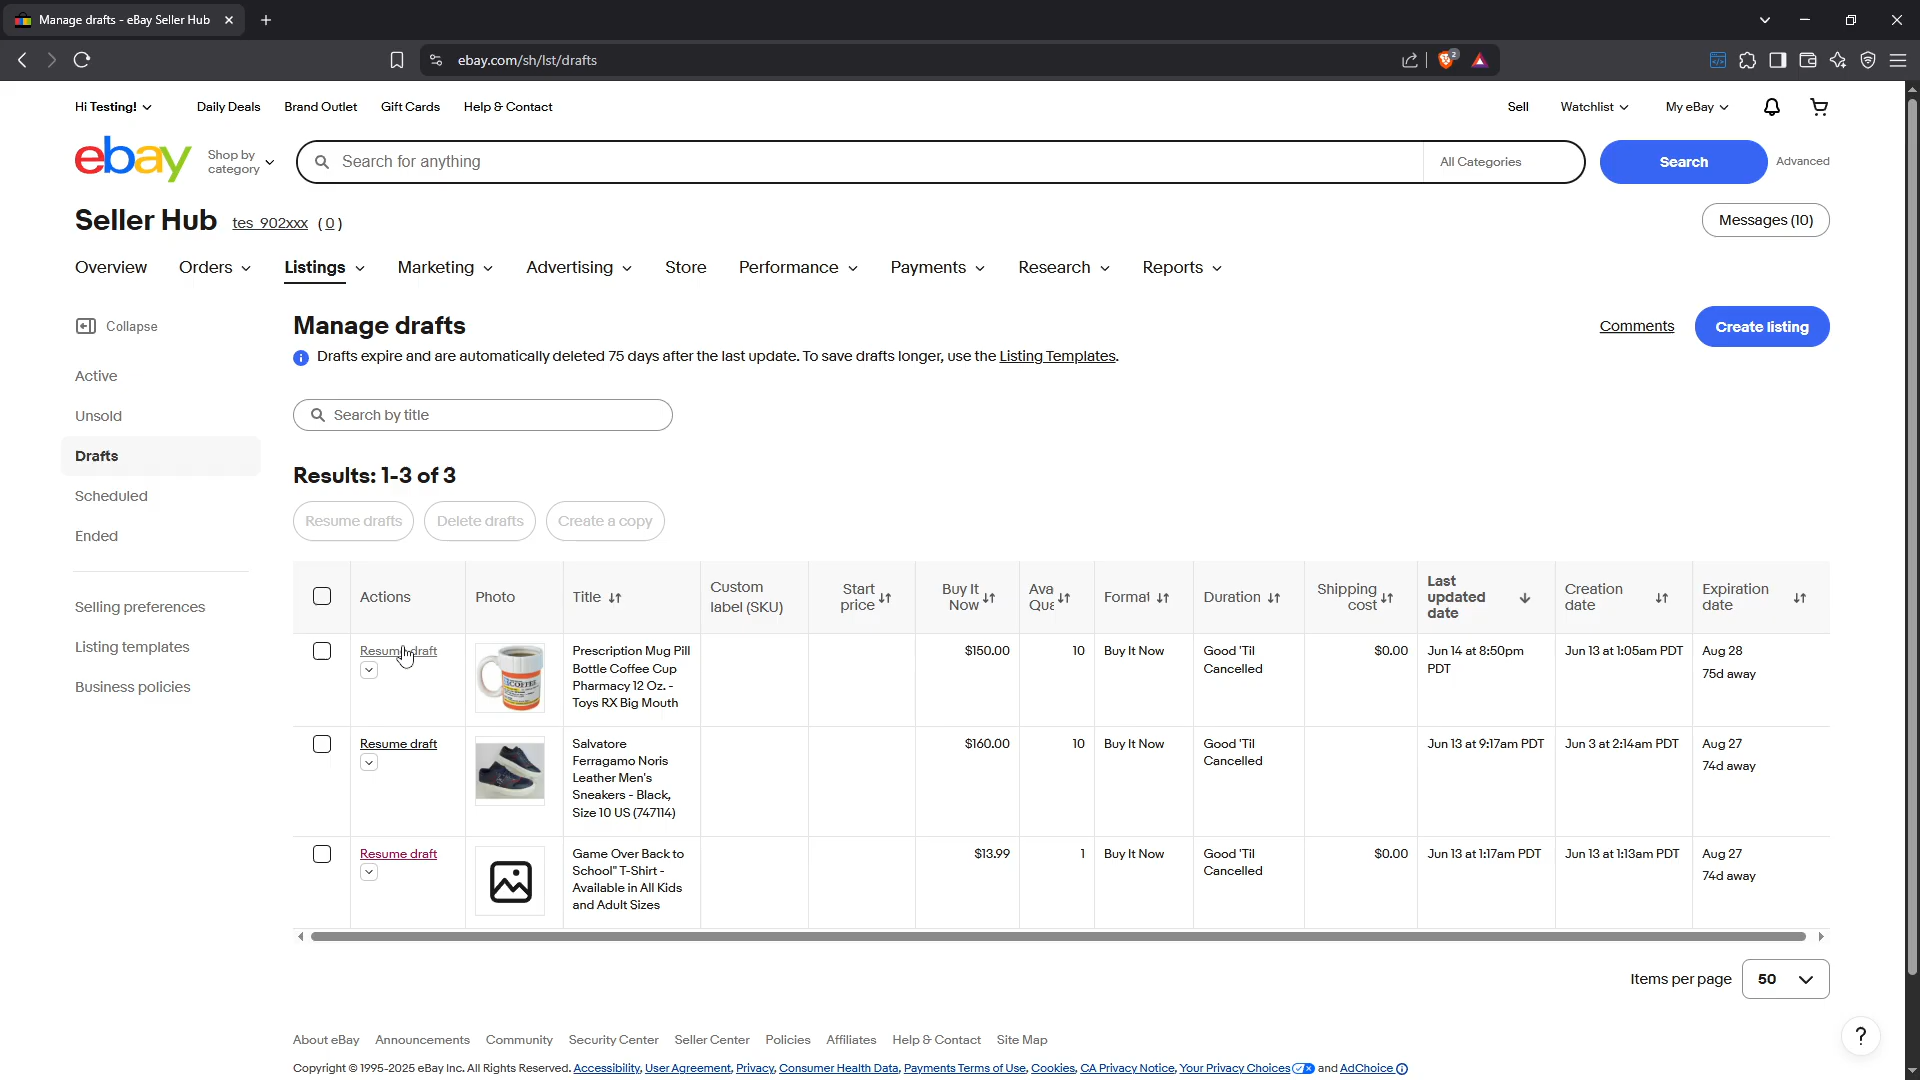 Manage drafts - eBay Seller Hub
ebay.com/sh/lst/drafts
2
Hi Testing!
Daily Deals
Brand Outlet
Gift Cards
Help & Contact
Sell
Watchlist
My eBay
ebay
Shop by
category
Search for anything
All Categories
Search
Advanced
Seller Hub
tes_902xxx
( 0 )
Messages (10)
Overview
Orders
Listings
Marketing
Advertising
Store
Performance
Payments
Research
Reports
Collapse
Active
Unsold
Drafts
Scheduled
Ended
Selling preferences
Listing templates
Business policies
Manage drafts
Comments
Create listing
Drafts expire and are automatically deleted 75 days after the last update. To save drafts longer, use the Listing Templates.
Search by title
Results: 1-3 of 3
Resume drafts
Delete drafts
Create a copy
Actions
Photo
Title
Custom
label (SKU)
Start
price
Buy It
Now
Ava
Qua
Format
Duration
Shipping
cost
Last
updated
date
Creation
date
Expiration
date
Resume draft
COFFEE
Prescription Mug Pill
Bottle Coffee Cup
Pharmacy 12 Oz. -
Toys RX Big Mouth
$150.00
10
Buy It Now
Good 'Til
Cancelled
$0.00
Jun 14 at 8:50pm
PDT
Jun 13 at 1:05am PDT
Aug 28
75d away
Resume draft
Salvatore
Ferragamo Noris
Leather Men's
Sneakers - Black,
Size 10 US (747114)
$160.00
10
Buy It Now
Good 'Til
Cancelled
Jun 13 at 9:17am PDT
Jun 3 at 2:14am PDT
Aug 27
74d away
Resume draft
Game Over Back to
School" T-Shirt -
Available in All Kids
and Adult Sizes
$13.99
1
Buy It Now
Good 'Til
Cancelled
$0.00
Jun 13 at 1:17am PDT
Jun 13 at 1:13am PDT
Aug 27
74d away
Items per page
50
?
About eBay
Announcements
Community
Security Center
Seller Center
Policies
Affiliates
Help & Contact
Site Map
Copyright © 1995-2025 eBay Inc. All Rights Reserved. Accessibility, User Agreement, Privacy, Consumer Health Data, Payments Terms of Use, Cookies, CA Privacy Notice, Your Privacy Choices and AdChoice